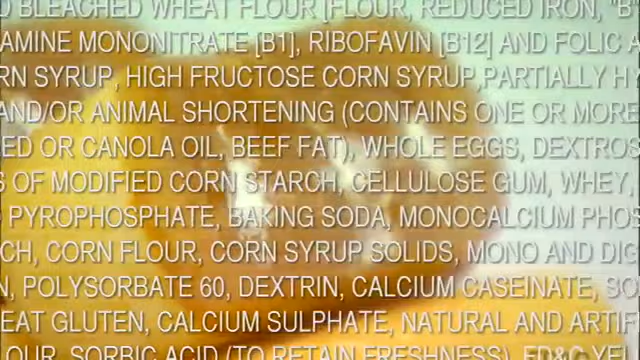 D BLEACHED WHEAT FLOUR [FLOUR, REDUCED IRON, "B
AMINE MONONITRATE [B1], RIBOFAVIN [B12] AND FOLIC A
RN SYRUP, HIGH FRUCTOSE CORN SYRUP,PARTIALLY H
AND/OR ANIMAL SHORTENING (CONTAINS ONE OR MORE
ED OR CANOLA OIL, BEEF FAT), WHOLE EGGS, DEXTROS
S OF MODIFIED CORN STARCH, CELLULOSE GUM, WHEY,
PYROPHOSPHATE, BAKING SODA, MONOCALCIUM PHOS
CH, CORN FLOUR, CORN SYRUP SOLIDS, MONO AND DIG
N, POLYSORBATE 60, DEXTRIN, CALCIUM CASEINATE, SO
EAT GLUTEN, CALCIUM SULPHATE, NATURAL AND ARTIF
OUR, SORBIC ACID (TO RETAIN FRESHNESS), FD&C YEL